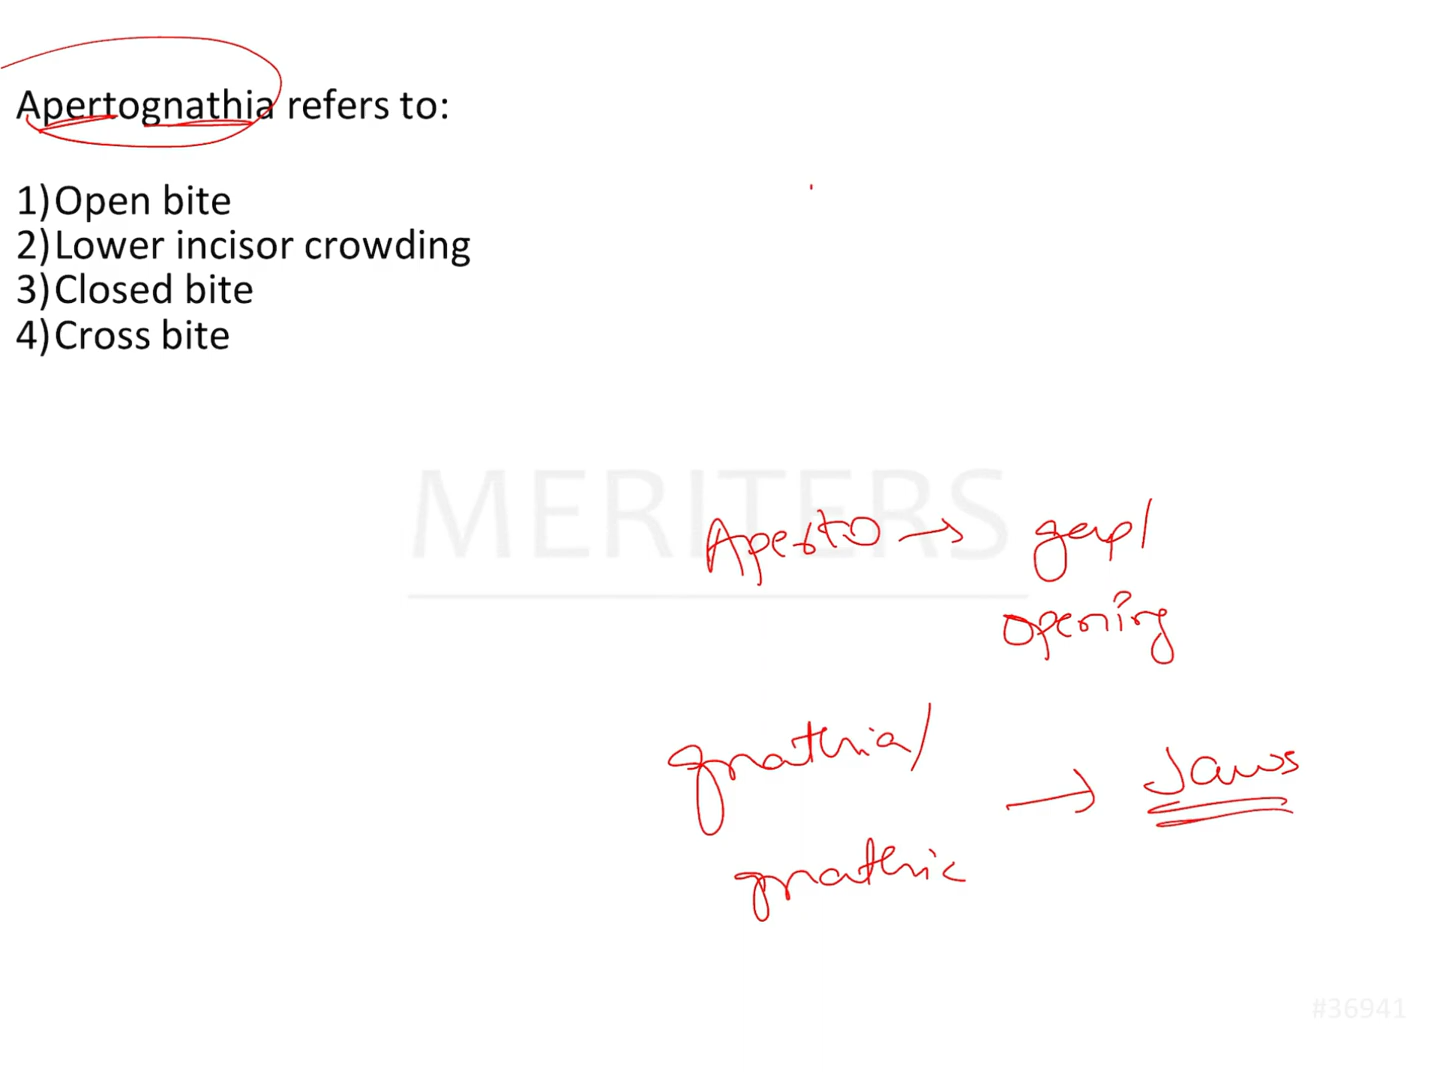 Apertognathia refers to:
1) Open bite
2) Lower incisor crowding
3) Closed bite
4) Cross bite
MERITERS
Aperto → gap/
opening
gnathia/
→ Jaws
gnathic
#36941